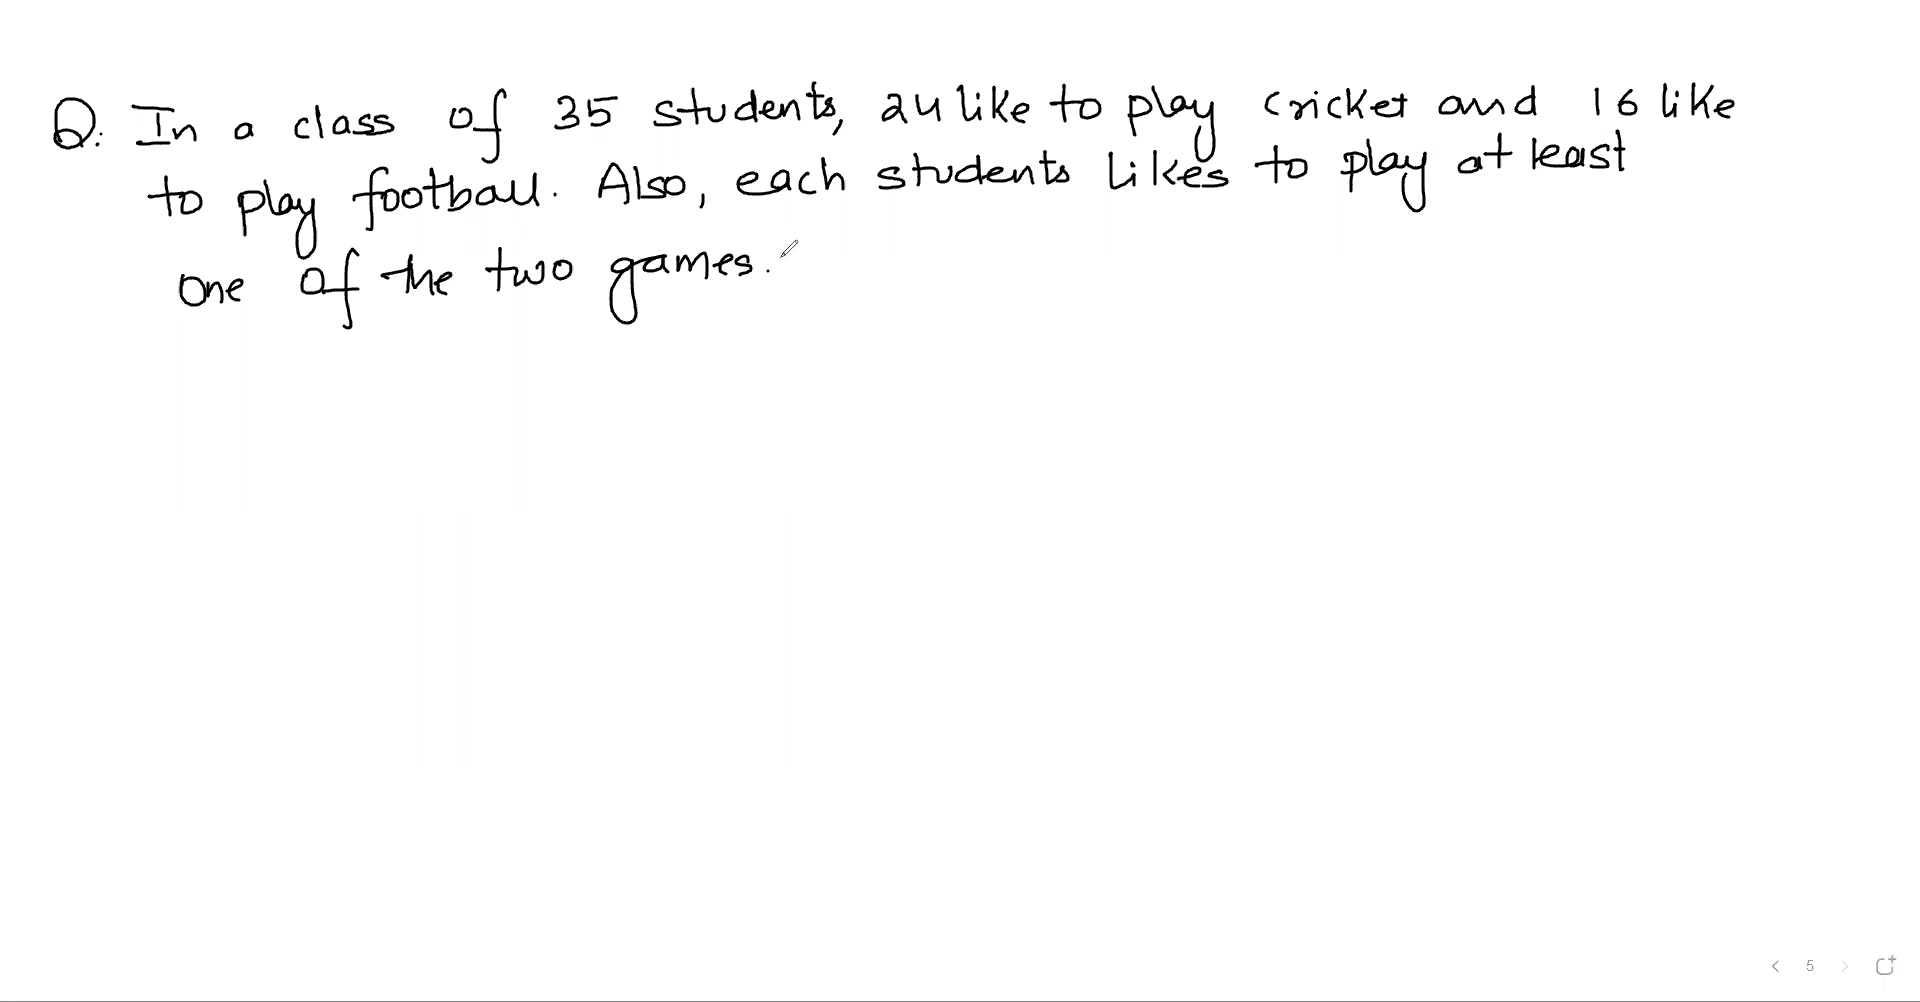 Q. In a class of 35 students, 24 like to play cricket and 16 like
to play football. Also, each students likes to play at least
one of the two games.
5